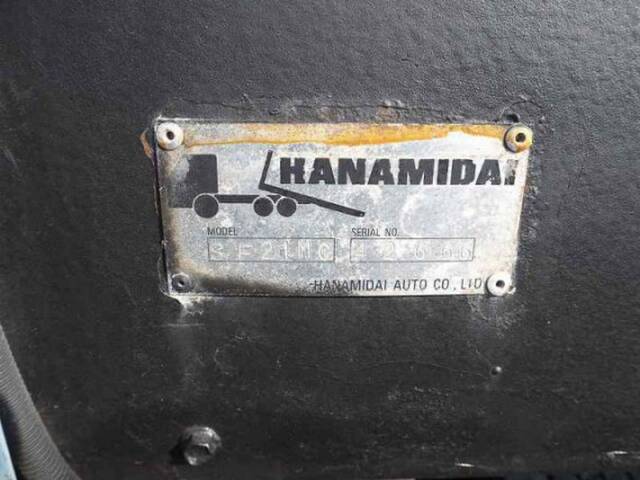 HANAMIDAI
MODEL SERIAL NO.
HANAMIDAI AUTO CO., LTD